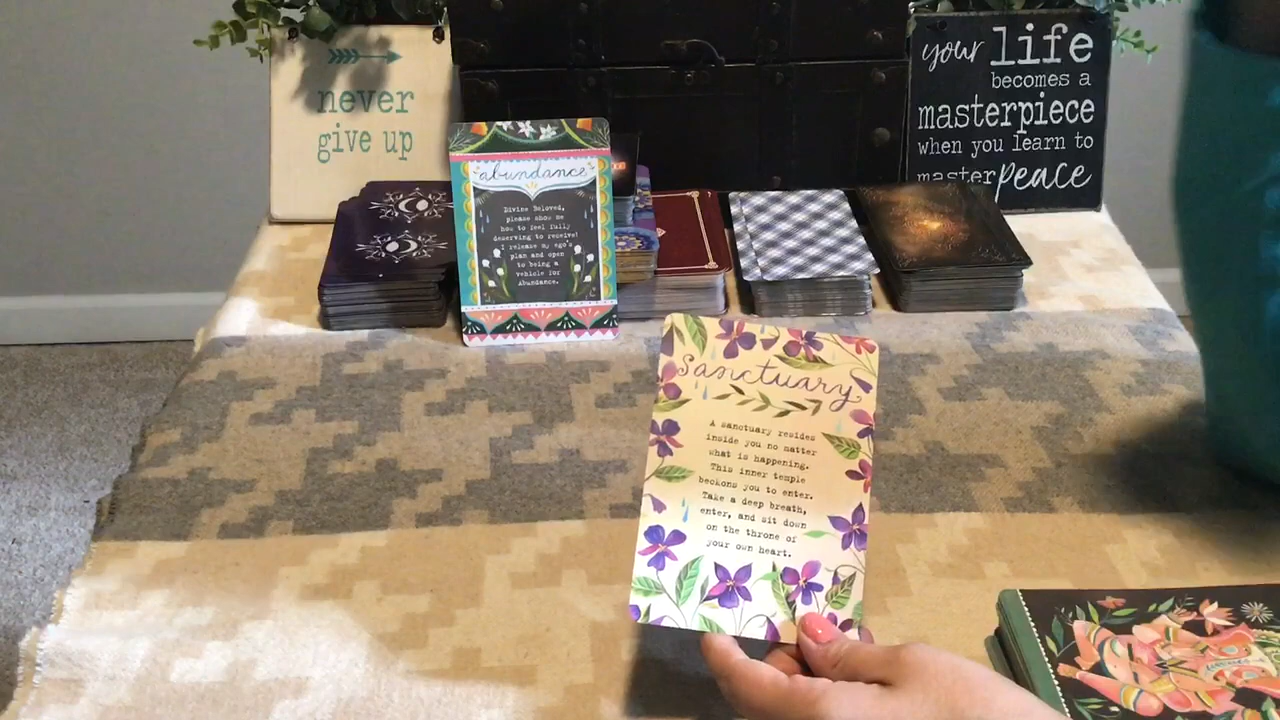 never
give up
your life
becomes a
masterpiece
when you learn to
masterpeace
abundance
Divine Beloved,
please show me
how to feel fully
deserving to receive!
I release my ego's
plan and open
to being a
vehicle for
Abundance.
Sanctuary
A sanctuary resides
inside you no matter
what is happening.
This inner temple
beckons you to enter.
Take a deep breath,
enter, and sit down
on the throne of
your own heart.